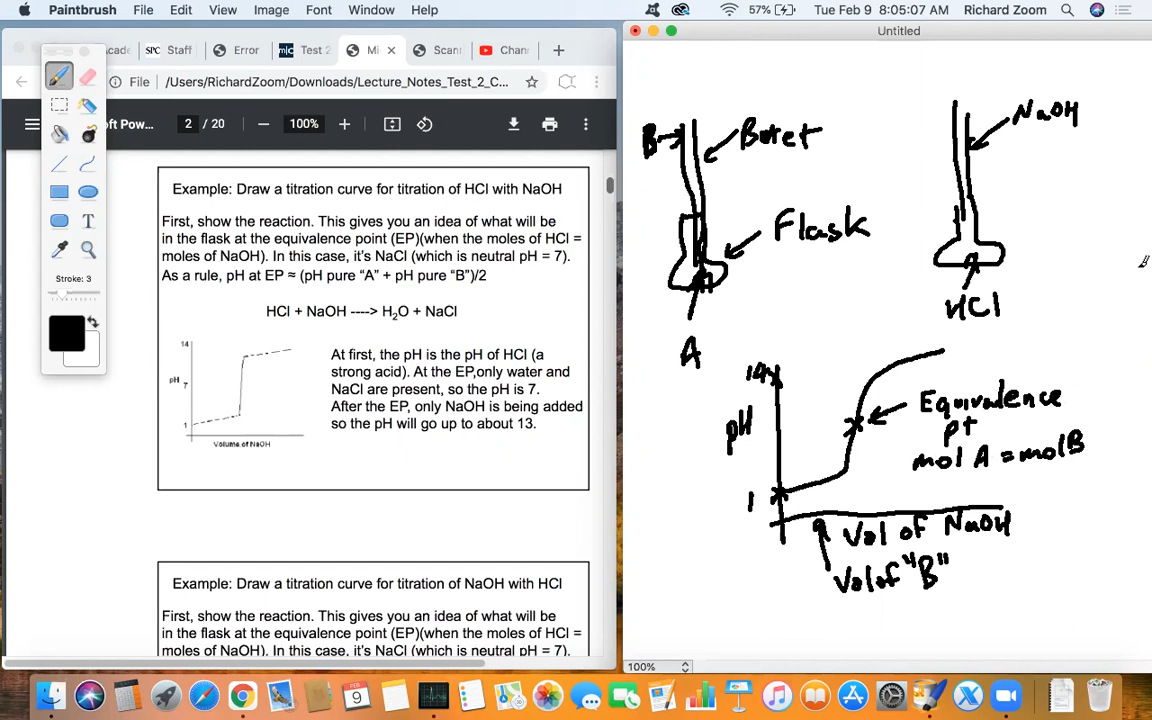 Paintbrush File Edit View Image Font Window Help
57% Tue Feb 9 8:05:07 AM Richard Zoom
Acade SPC Staff Error Test 2 Mi Scann Chann
File /Users/RichardZoom/Downloads/Lecture_Notes_Test_2_C...
oft Pow... 2 / 20 100%
Stroke: 3
Example: Draw a titration curve for titration of HCl with NaOH
First, show the reaction. This gives you an idea of what will be
in the flask at the equivalence point (EP)(when the moles of HCl =
moles of NaOH). In this case, it's NaCl (which is neutral pH = 7).
As a rule, pH at EP ≈ (pH pure “A” + pH pure “B”)/2
HCl + NaOH ----> H₂O + NaCl
14
pH
7
1
Volume of NaOH
At first, the pH is the pH of HCl (a
strong acid). At the EP,only water and
NaCl are present, so the pH is 7.
After the EP, only NaOH is being added
so the pH will go up to about 13.
Example: Draw a titration curve for titration of NaOH with HCl
First, show the reaction. This gives you an idea of what will be
in the flask at the equivalence point (EP)(when the moles of HCl =
moles of NaOH). In this case, it's NaCl (which is neutral pH = 7).
Untitled
B
Buret
Flask
A
NaOH
HCl
14
pH
1
Equivalence
pt
mol A = mol B
Vol of NaOH
Vol of "B"
100%
FEB
9